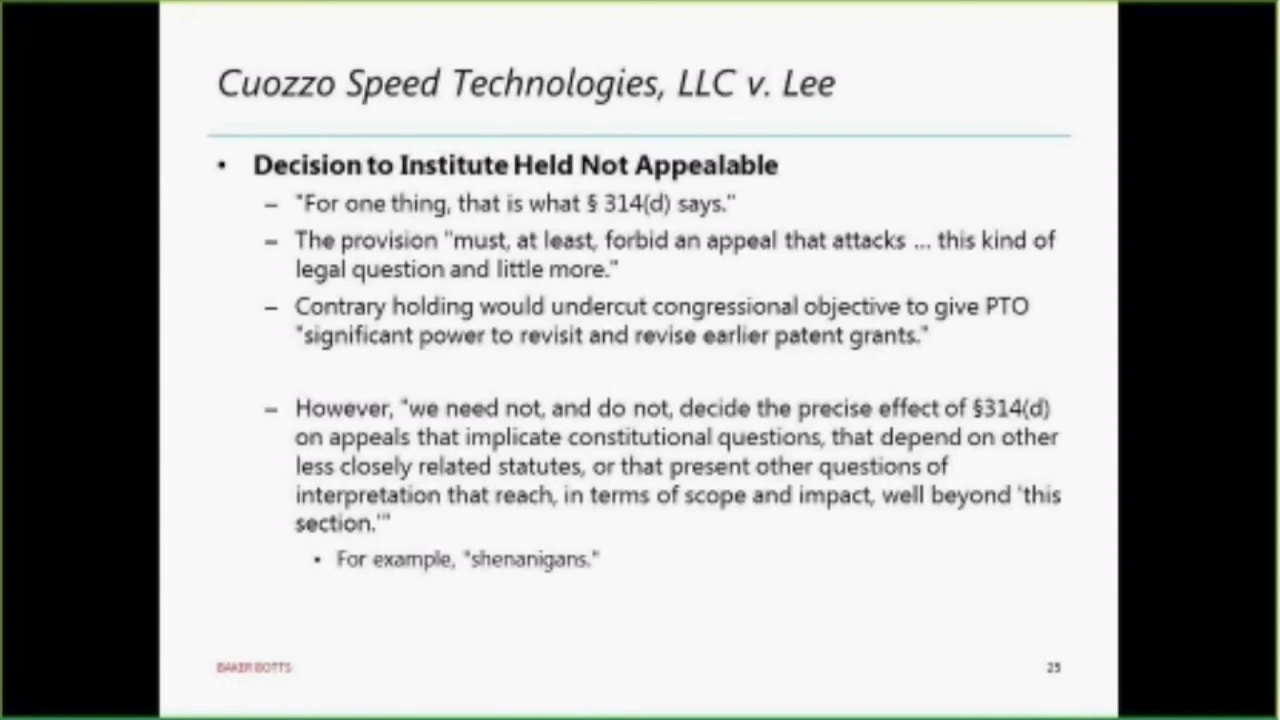 Cuozzo Speed Technologies, LLC v. Lee
• Decision to Institute Held Not Appealable
– "For one thing, that is what § 314(d) says."
– The provision "must, at least, forbid an appeal that attacks ... this kind of
legal question and little more."
– Contrary holding would undercut congressional objective to give PTO
"significant power to revisit and revise earlier patent grants."
– However, "we need not, and do not, decide the precise effect of §314(d)
on appeals that implicate constitutional questions, that depend on other
less closely related statutes, or that present other questions of
interpretation that reach, in terms of scope and impact, well beyond 'this
section.'"
• For example, "shenanigans."
BAKER BOTTS
25